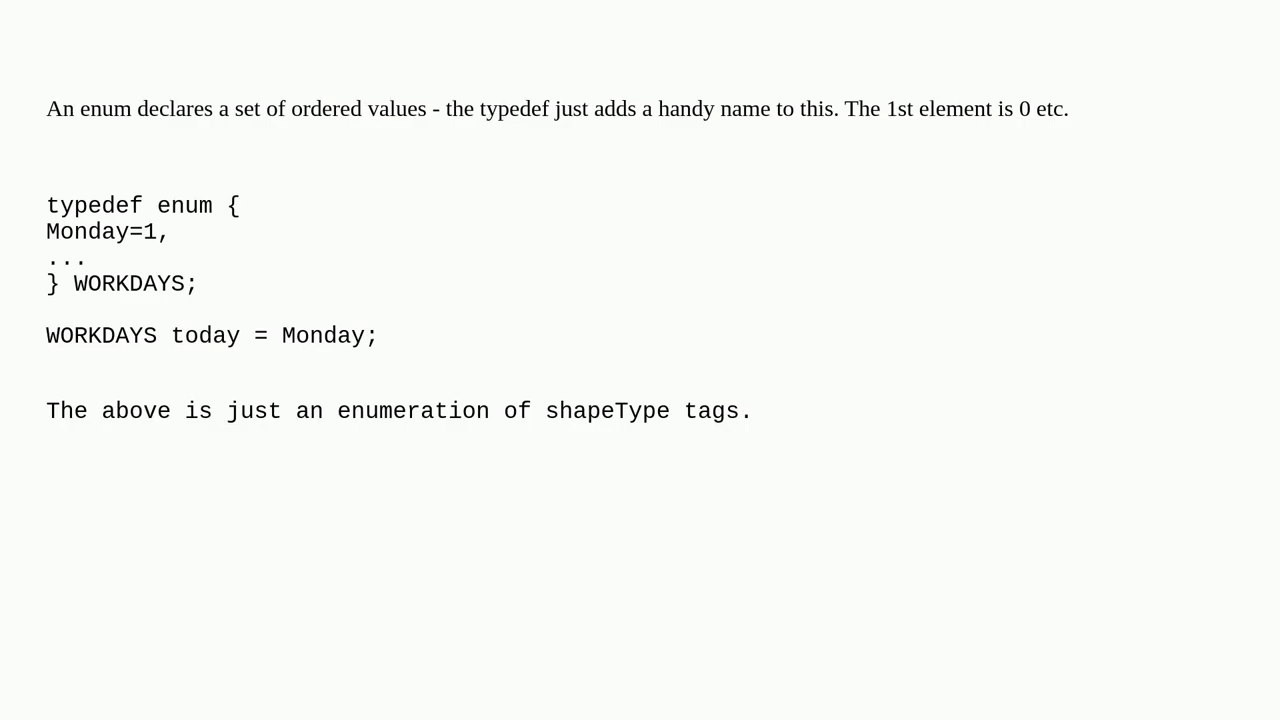 An enum declares a set of ordered values - the typedef just adds a handy name to this. The 1st element is 0 etc.
typedef enum {
Monday=1,
...
} WORKDAYS;
WORKDAYS today = Monday;
The above is just an enumeration of shapeType tags.